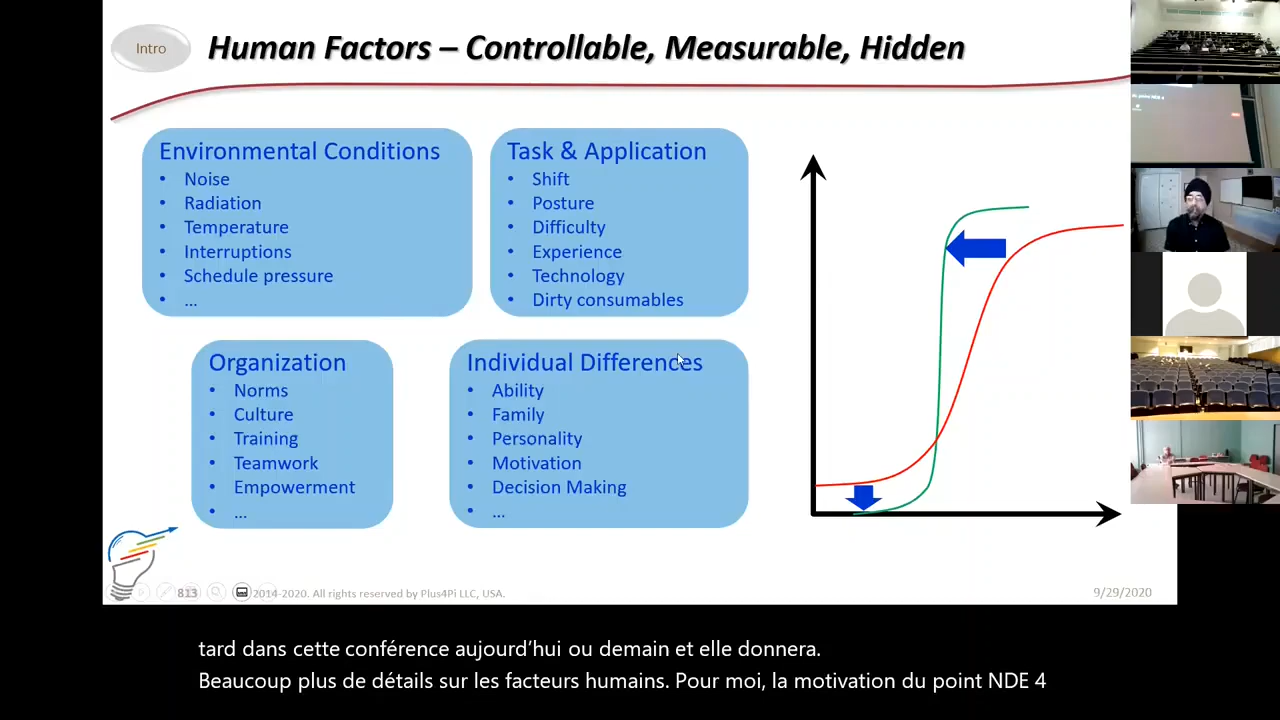 Intro
Human Factors – Controllable, Measurable, Hidden
Environmental Conditions
• Noise
• Radiation
• Temperature
• Interruptions
• Schedule pressure
• ...
Task & Application
• Shift
• Posture
• Difficulty
• Experience
• Technology
• Dirty consumables
Organization
• Norms
• Culture
• Training
• Teamwork
• Empowerment
• ...
Individual Differences
• Ability
• Family
• Personality
• Motivation
• Decision Making
• ...
813
2014-2020. All rights reserved by Plus4Pi LLC, USA.
9/29/2020
tard dans cette conférence aujourd'hui ou demain et elle donnera.
Beaucoup plus de détails sur les facteurs humains. Pour moi, la motivation du point NDE 4